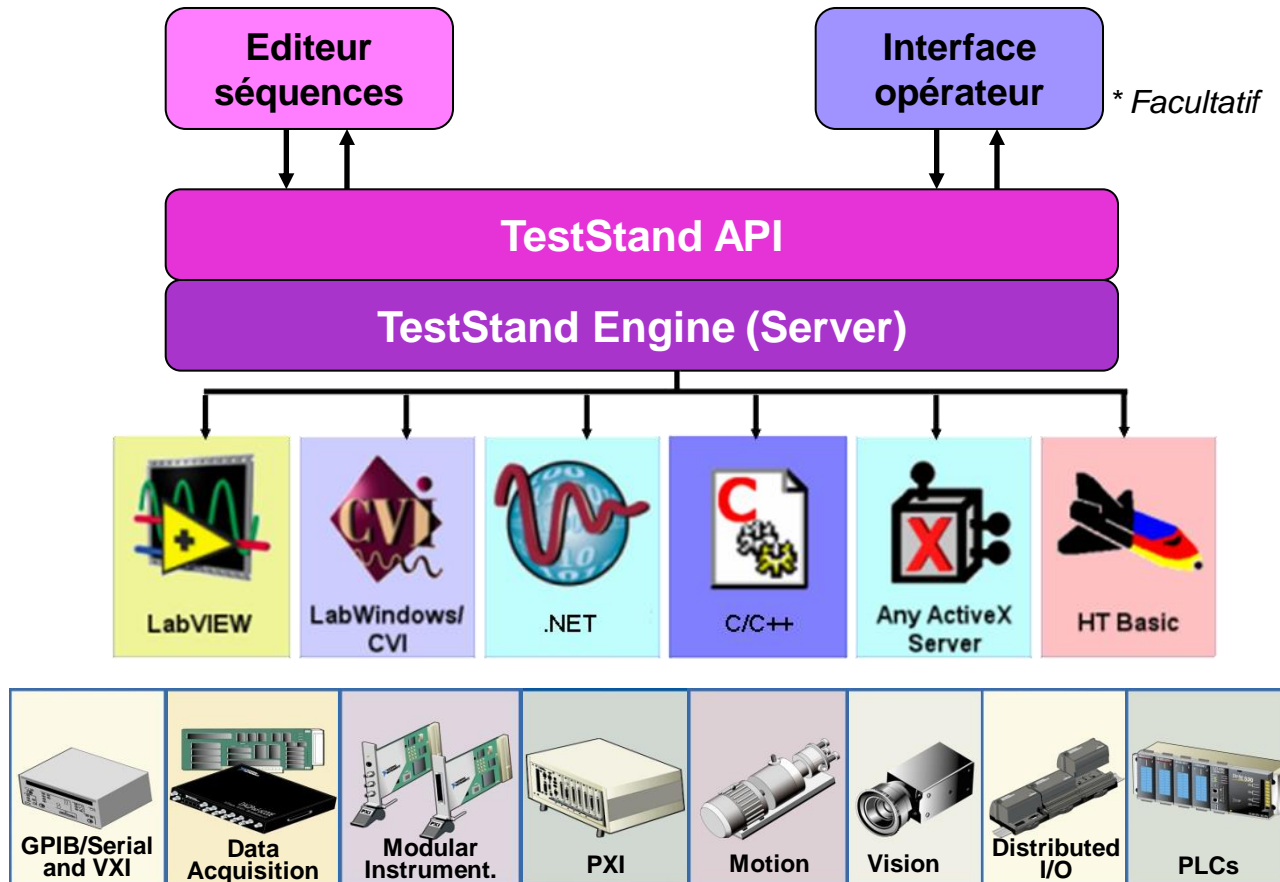 Editeur
séquences
Interface
opérateur
* Facultatif
TestStand API
TestStand Engine (Server)
CVI
C
X
LabVIEW
LabWindows/
CVI
.NET
C/C++
Any ActiveX
Server
HT Basic
GPIB/Serial
and VXI
Data
Acquisition
Modular
Instrument.
PXI
Motion
Vision
Distributed
I/O
PLCs